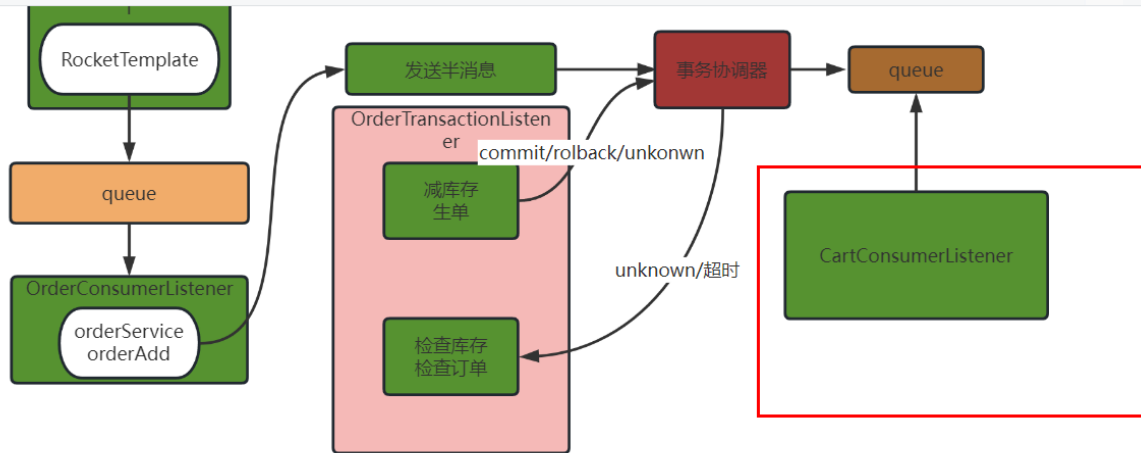 RocketTemplate
queue
OrderConsumerListener
orderService
orderAdd
发送半消息
OrderTransactionListen
er
commit/rolback/unkonwn
减库存
生单
unknown/超时
检查库存
检查订单
事务协调器
queue
CartConsumerListener